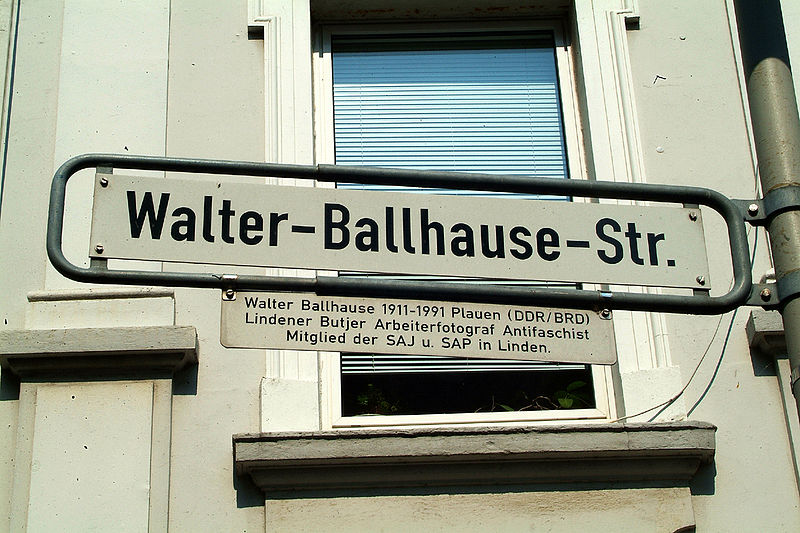 Walter-Ballhause-Str.
Walter Ballhause 1911-1991 Plauen (DDR/BRD)
Lindener Butjer Arbeiterfotograf Antifaschist
Mitglied der SAJ u. SAP in Linden.